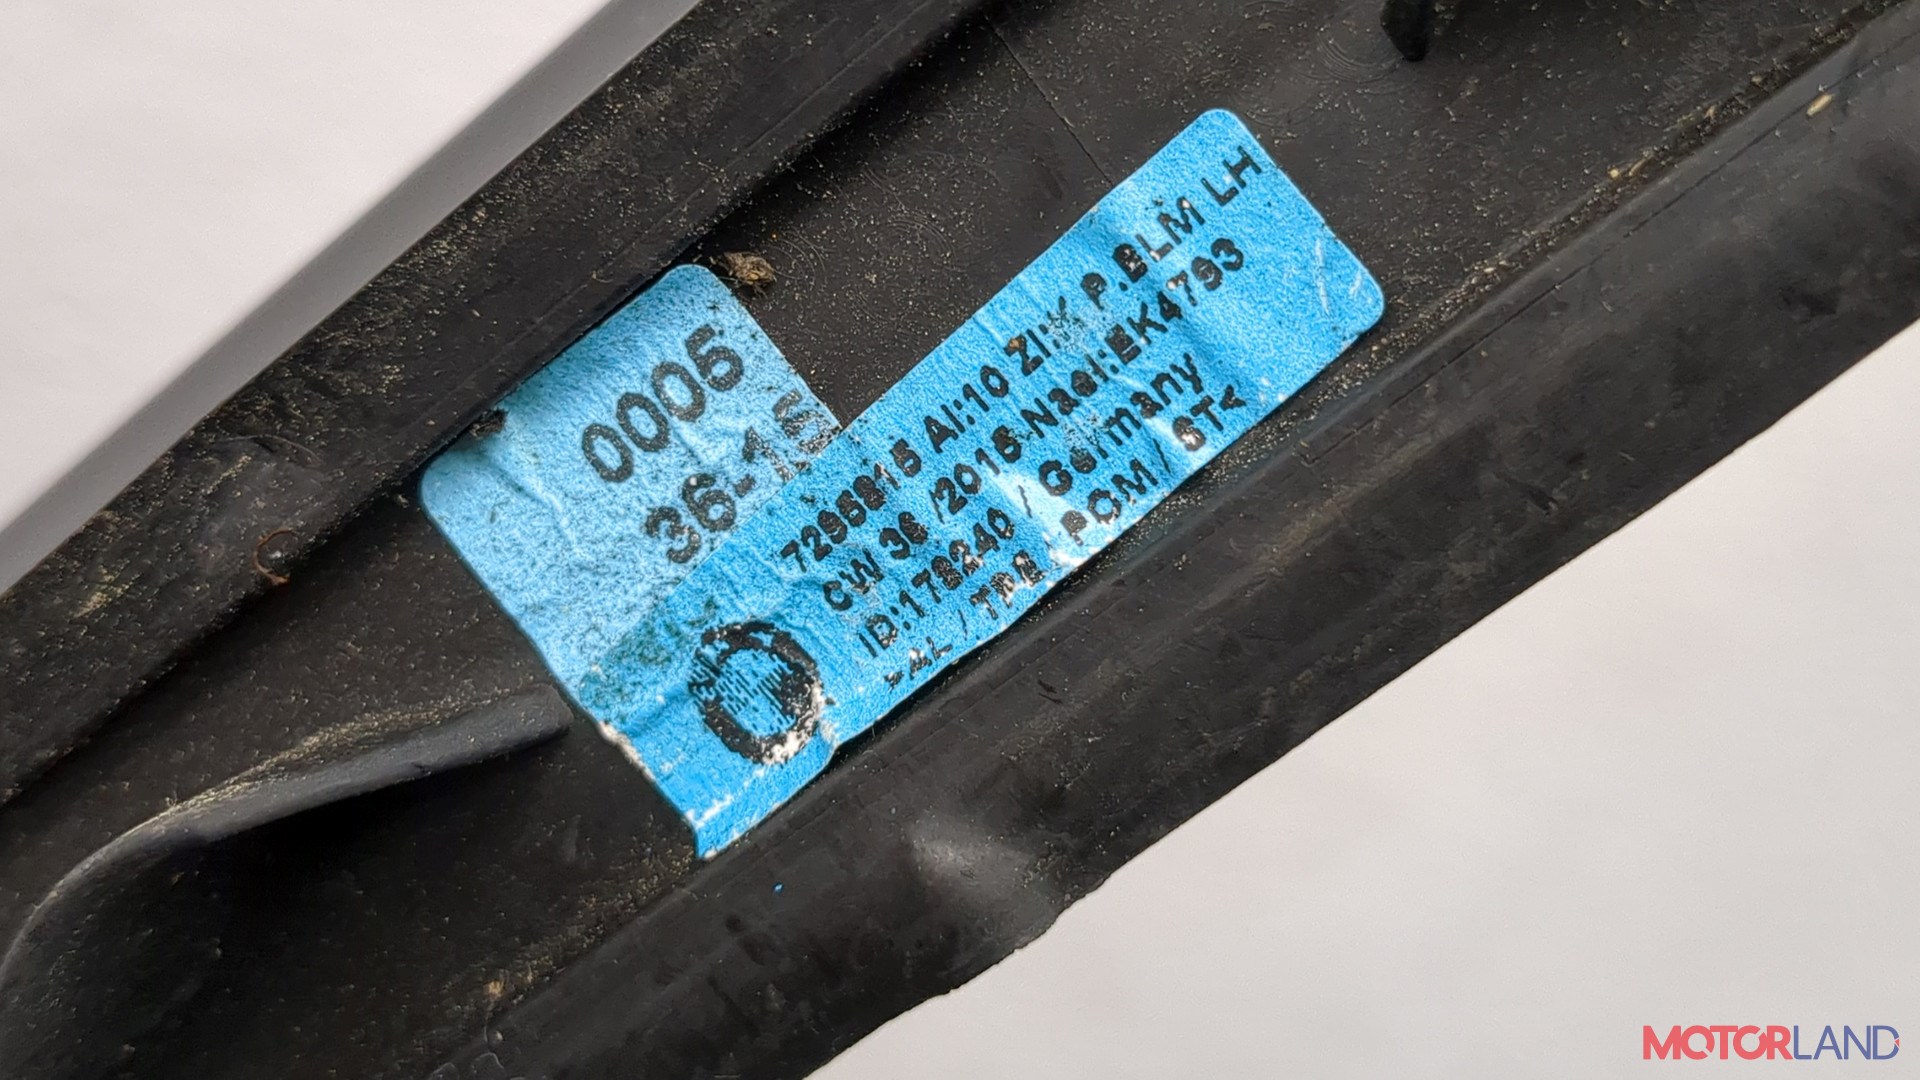 0005
36-15
7295815 AI:10 ZI:K P.BLM LH
CW 36 /2015 Nael:EK4793
ID:178240 / Germany
>AL / TPE POM / ST<
MOTORLAND